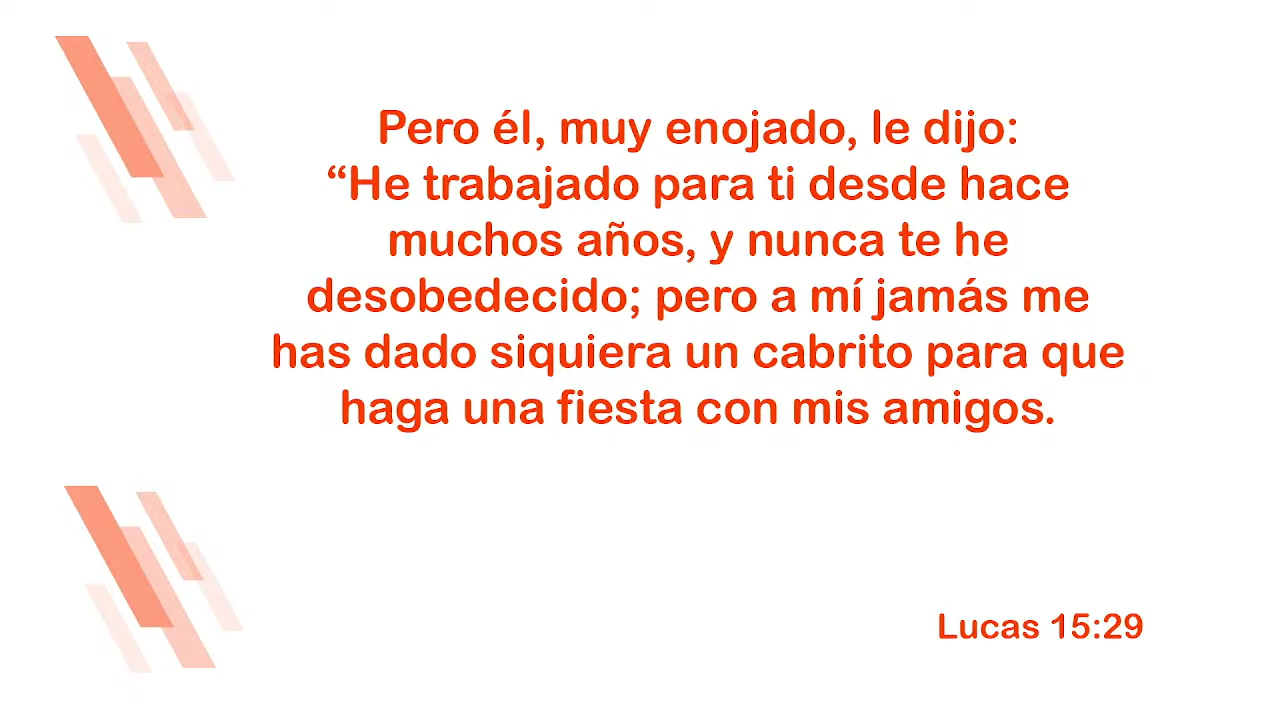 Pero él, muy enojado, le dijo:
“He trabajado para ti desde hace
muchos años, y nunca te he
desobedecido; pero a mí jamás me
has dado siquiera un cabrito para que
haga una fiesta con mis amigos.
Lucas 15:29